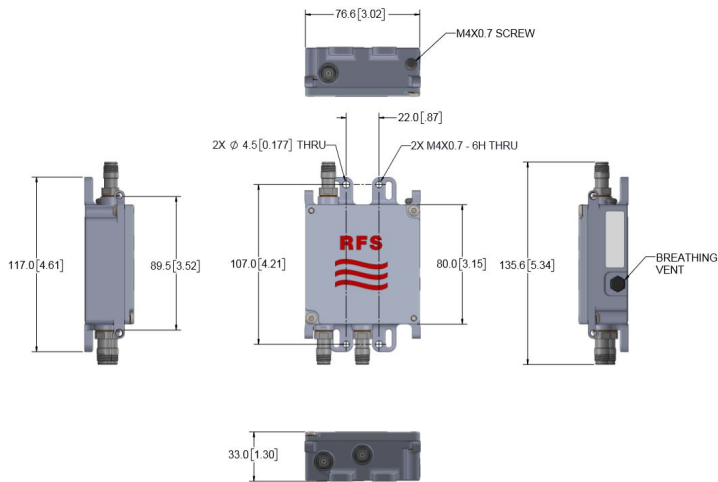 76.6 [3.02]
M4X0.7 SCREW
22.0 [.87]
2X Ø 4.5 [0.177] THRU
2X M4X0.7 - 6H THRU
RFS
117.0 [4.61]
89.5 [3.52]
107.0 [4.21]
80.0 [3.15]
135.6 [5.34]
BREATHING
VENT
33.0 [1.30]